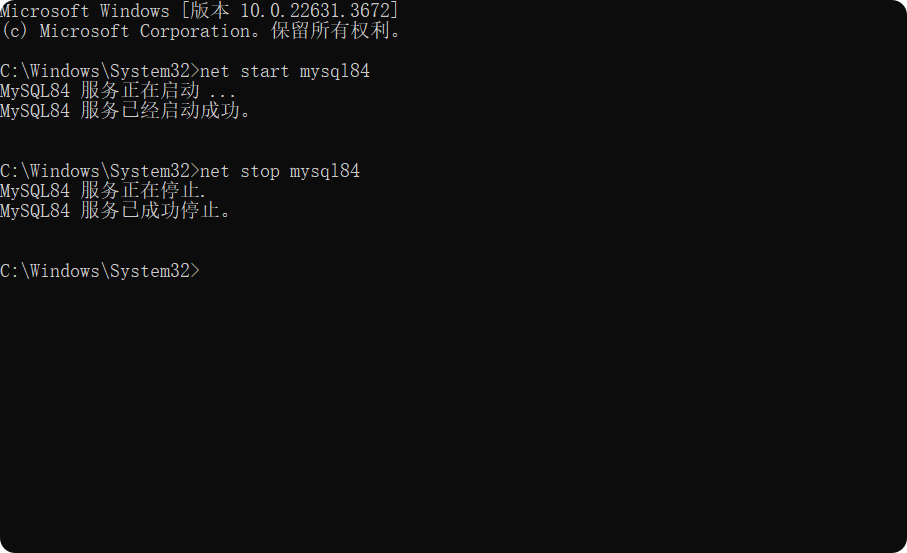 Microsoft Windows [版本 10.0.22631.3672]
(c) Microsoft Corporation。保留所有权利。
C:\Windows\System32>net start mysql84
MySQL84 服务正在启动 ...
MySQL84 服务已经启动成功。
C:\Windows\System32>net stop mysql84
MySQL84 服务正在停止.
MySQL84 服务已成功停止。
C:\Windows\System32>